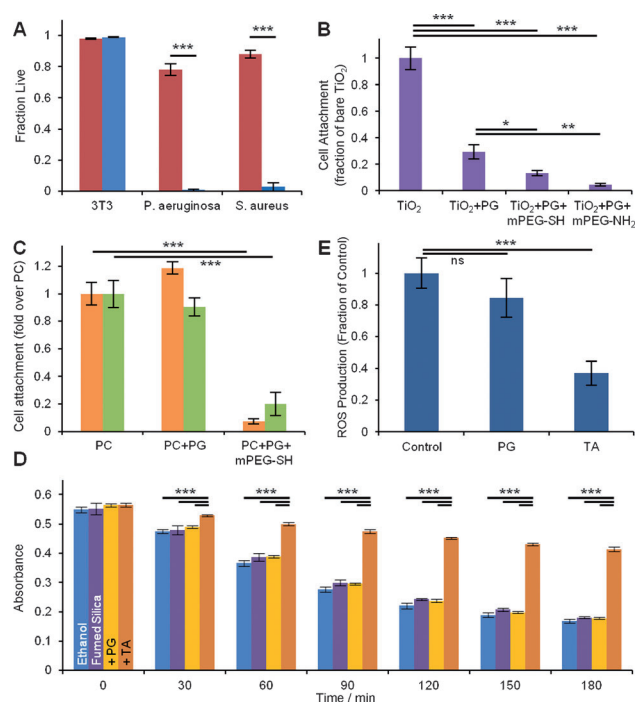 A
Fraction Live
1
0.8
0.6
0.4
0.2
0
***
***
3T3
P. aeruginosa
S. aureus
B
Cell Attachment
(fraction of bare TiO2)
1
0.8
0.6
0.4
0.2
0
***
***
***
*
**
TiO2
TiO2+PG
TiO2+PG+
mPEG-SH
TiO2+PG+
mPEG-NH2
C
Cell attachment (fold over PC)
1.2
1
0.8
0.6
0.4
0.2
0
***
***
PC
PC+PG
PC+PG+
mPEG-SH
E
ROS Production (Fraction of Control)
1
0.8
0.6
0.4
0.2
0
***
ns
Control
PG
TA
D
Absorbance
0.6
0.5
0.4
0.3
0.2
0.1
0
***
***
***
***
***
***
Ethanol
Fumed Silica
+ PG
+ TA
0
30
60
90
120
150
180
Time / min